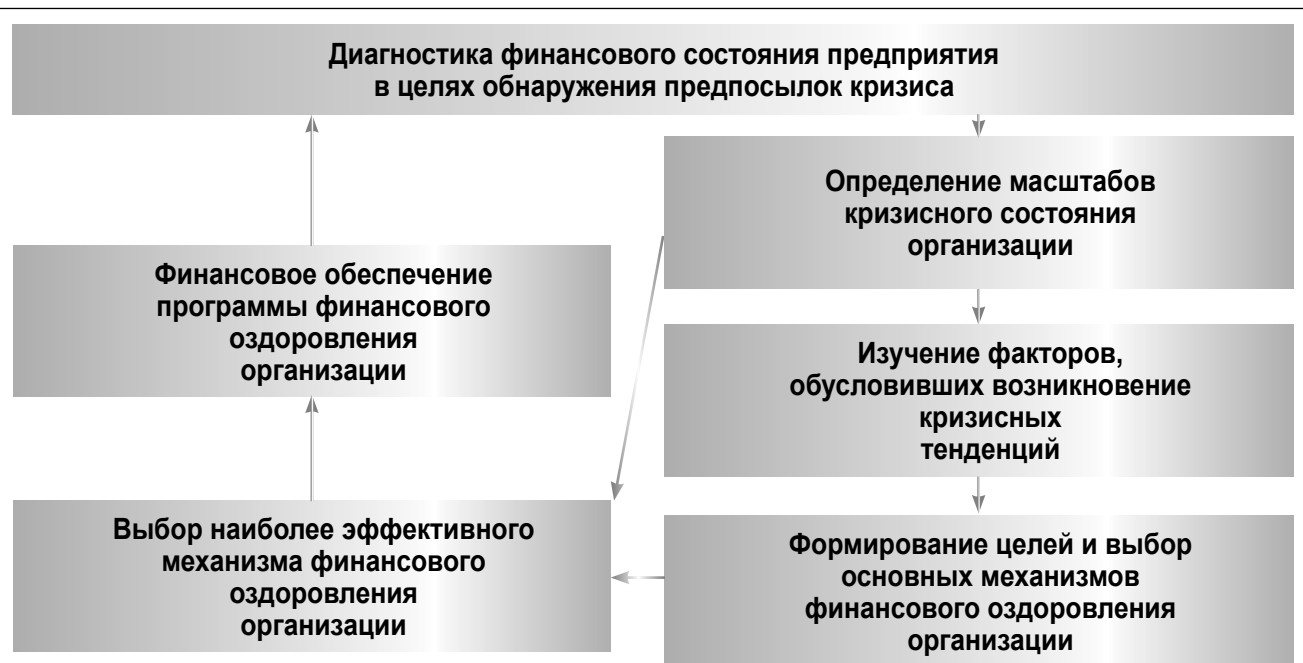 Диагностика финансового состояния предприятия
в целях обнаружения предпосылок кризиса
Определение масштабов
кризисного состояния
организации
Финансовое обеспечение
программы финансового
оздоровления
организации
Изучение факторов,
обусловивших возникновение
кризисных
тенденций
Выбор наиболее эффективного
механизма финансового
оздоровления
организации
Формирование целей и выбор
основных механизмов
финансового оздоровления
организации